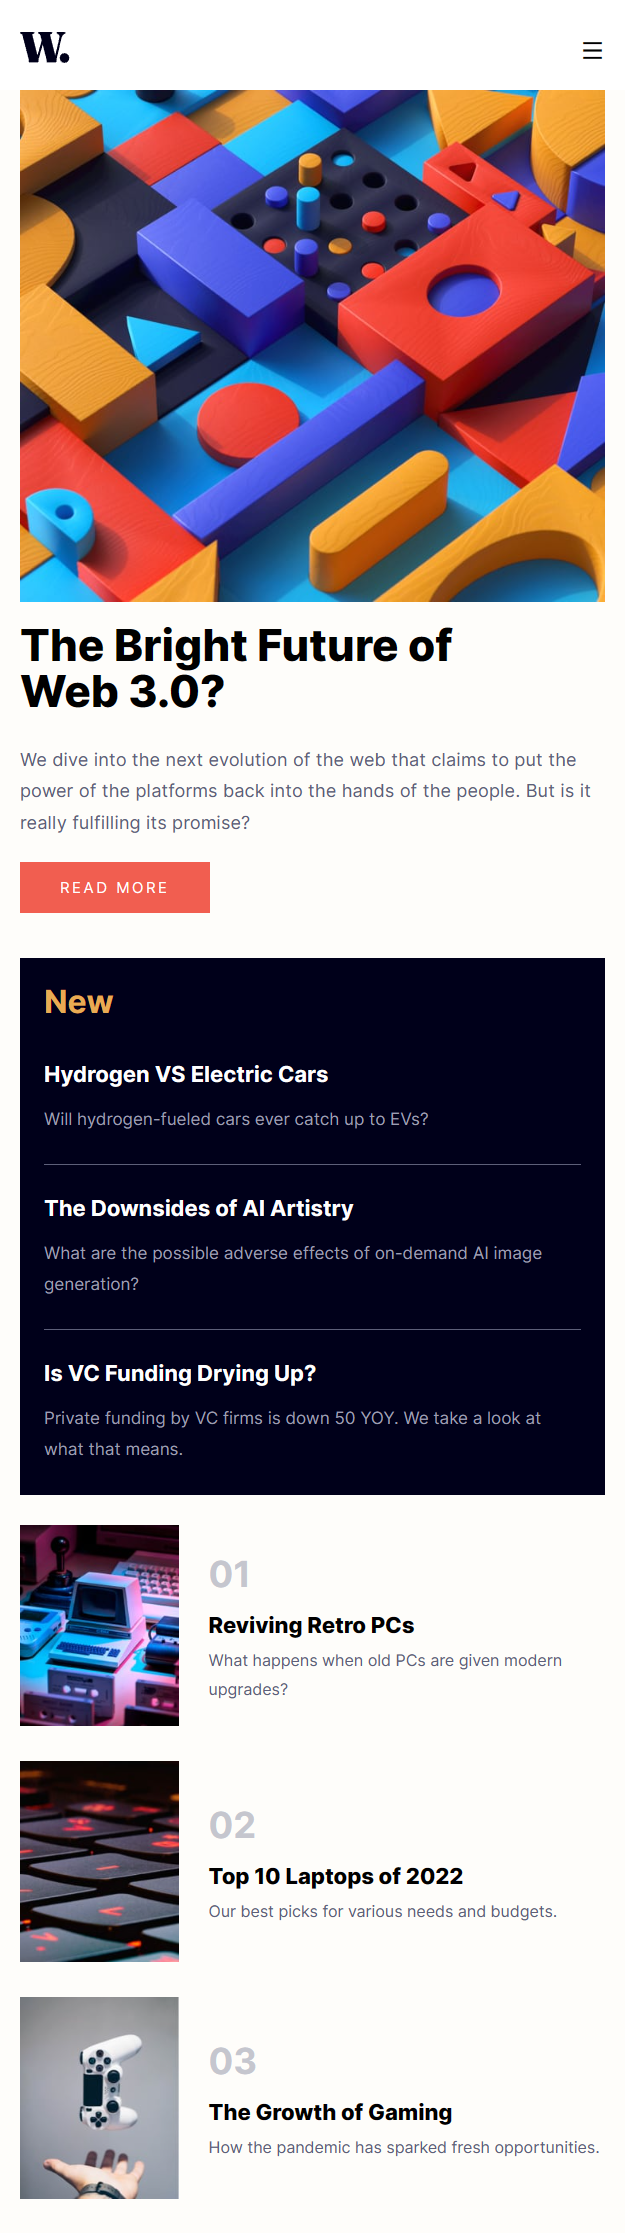 W.
The Bright Future of
Web 3.0?
We dive into the next evolution of the web that claims to put the
power of the platforms back into the hands of the people. But is it
really fulfilling its promise?
READ MORE
New
Hydrogen VS Electric Cars
Will hydrogen-fueled cars ever catch up to EVs?
The Downsides of AI Artistry
What are the possible adverse effects of on-demand AI image
generation?
Is VC Funding Drying Up?
Private funding by VC firms is down 50 YOY. We take a look at
what that means.
01
Reviving Retro PCs
What happens when old PCs are given modern
upgrades?
02
Top 10 Laptops of 2022
Our best picks for various needs and budgets.
03
The Growth of Gaming
How the pandemic has sparked fresh opportunities.